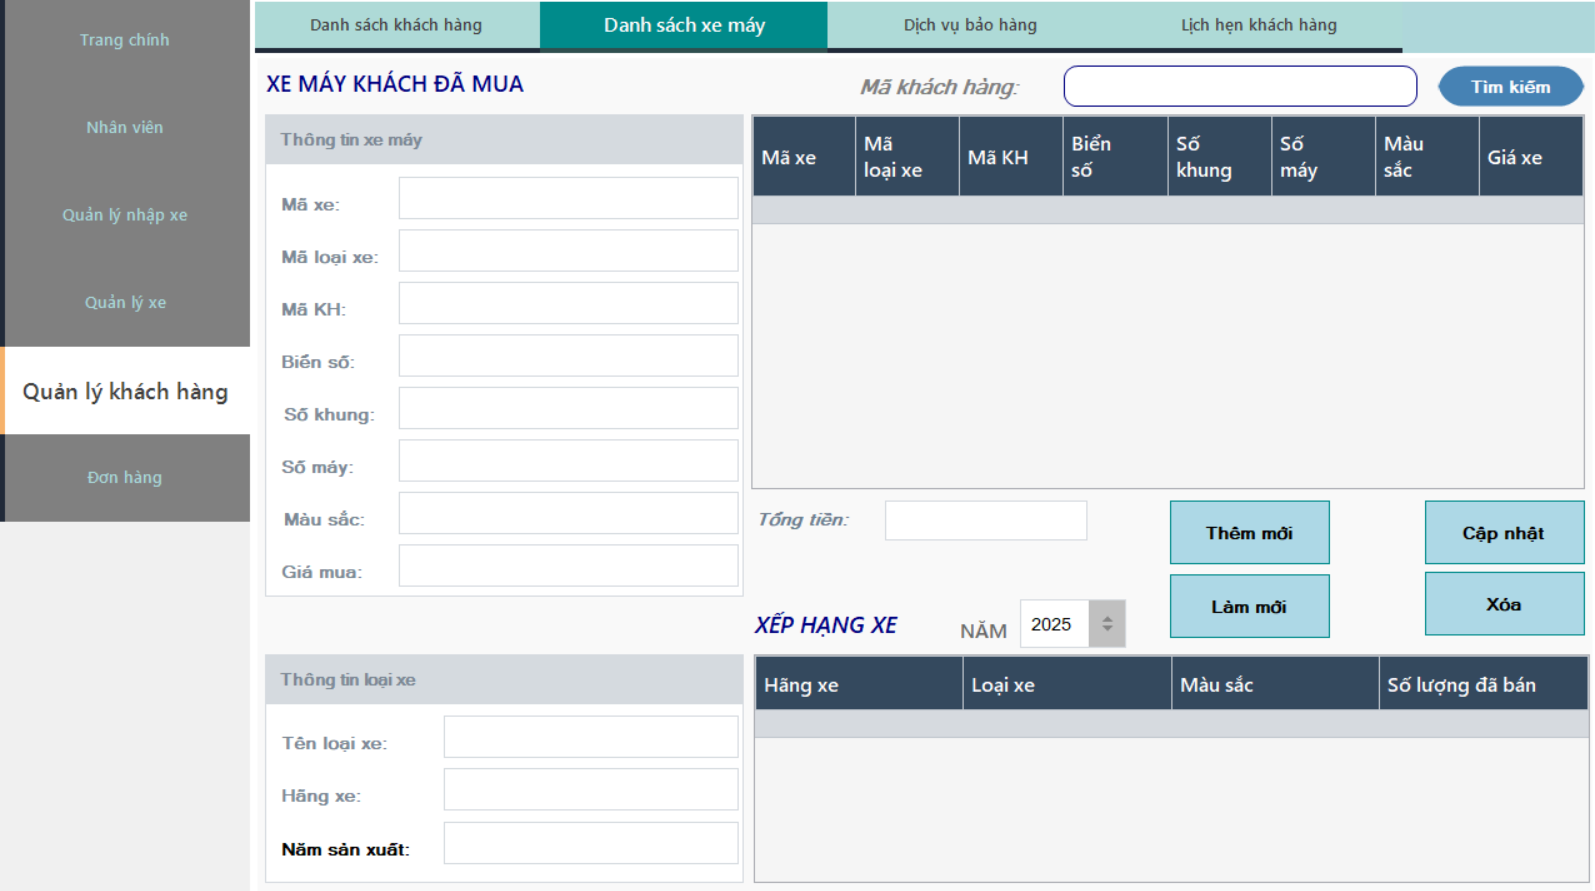 Trang chính
Nhân viên
Quản lý nhập xe
Quản lý xe
Quản lý khách hàng
Đơn hàng
Danh sách khách hàng
Danh sách xe máy
Dịch vụ bảo hàng
Lịch hẹn khách hàng
XE MÁY KHÁCH ĐÃ MUA
Mã khách hàng:
Tìm kiếm
Thông tin xe máy
Mã xe:
Mã loại xe:
Mã KH:
Biển số:
Số khung:
Số máy:
Màu sắc:
Giá mua:
Mã xe
Mã loại xe
Mã KH
Biển số
Số khung
Số máy
Màu sắc
Giá xe
Tổng tiền:
Thêm mới
Cập nhật
Làm mới
Xóa
XẾP HẠNG XE
NĂM
2025
Thông tin loại xe
Tên loại xe:
Hãng xe:
Năm sản xuất:
Hãng xe
Loại xe
Màu sắc
Số lượng đã bán